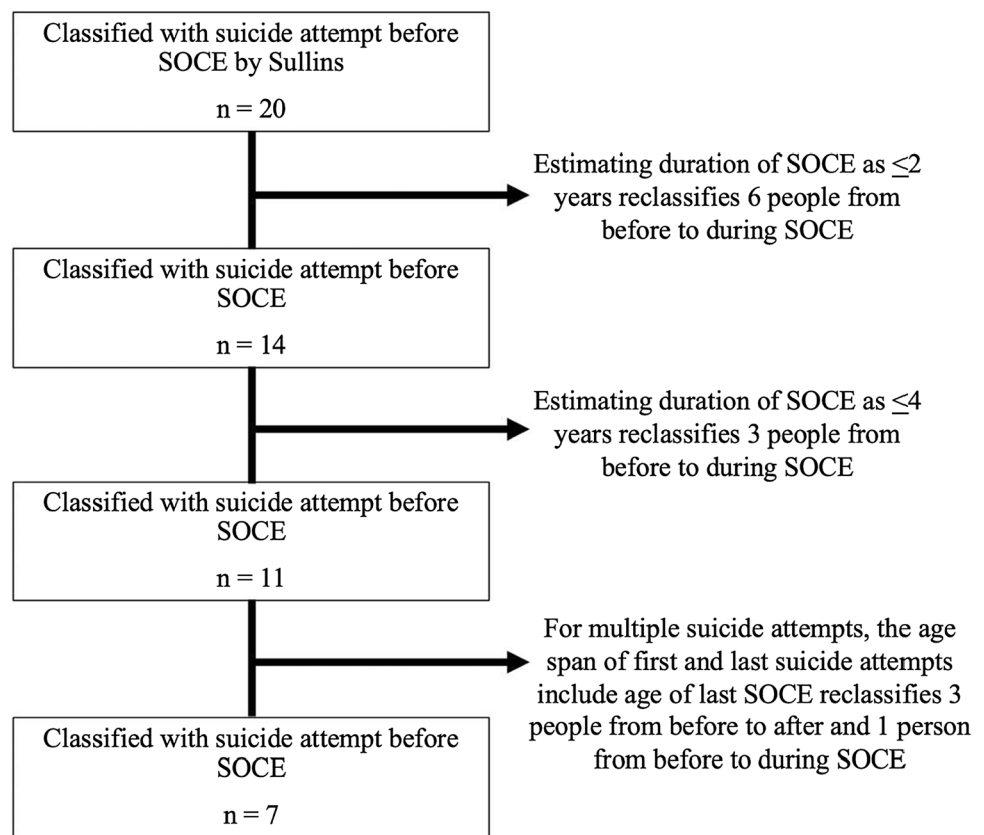 Classified with suicide attempt before
SOCE by Sullins
n = 20
Estimating duration of SOCE as ≤2
years reclassifies 6 people from
before to during SOCE
Classified with suicide attempt before
SOCE
n = 14
Estimating duration of SOCE as ≤4
years reclassifies 3 people from
before to during SOCE
Classified with suicide attempt before
SOCE
n = 11
For multiple suicide attempts, the age
span of first and last suicide attempts
include age of last SOCE reclassifies 3
people from before to after and 1 person
from before to during SOCE
Classified with suicide attempt before
SOCE
n = 7